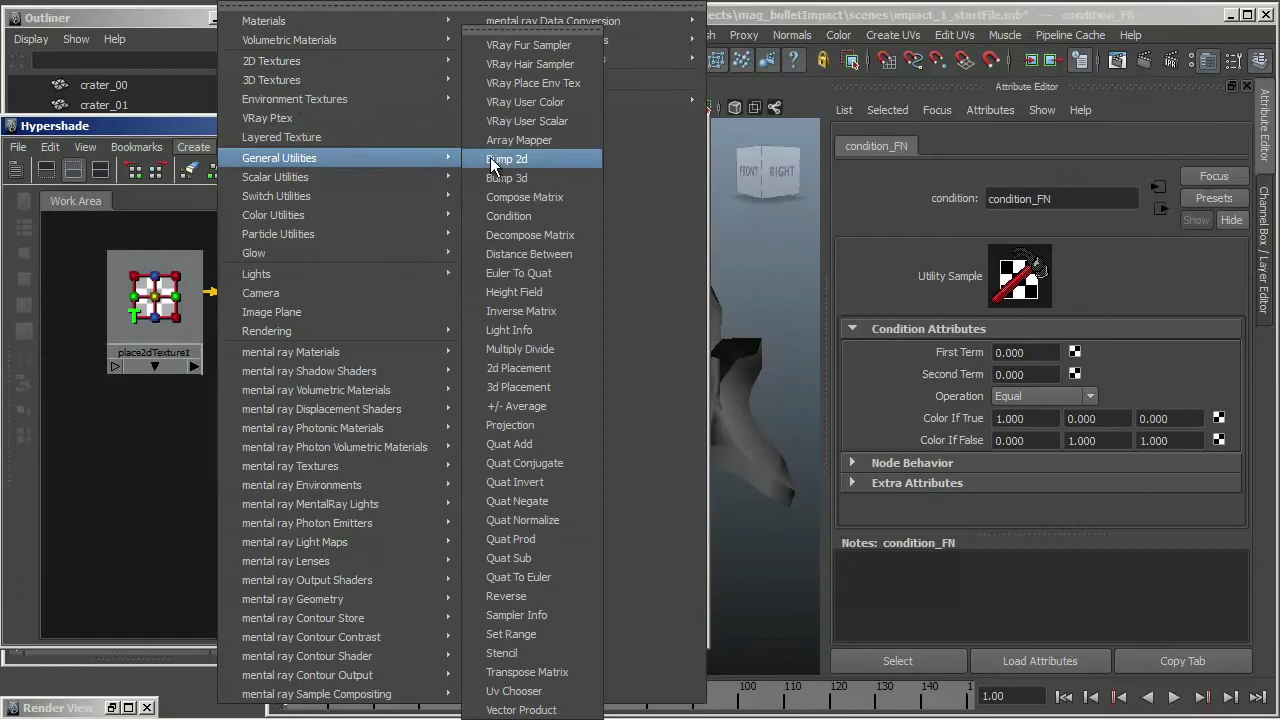 Outliner
Display Show Help
crater_00
crater_01
Hypershade
File Edit View Bookmarks Create
Work Area
place2dTexture1
Render View
Materials
Volumetric Materials
2D Textures
3D Textures
Environment Textures
VRay Ptex
Layered Texture
General Utilities
Scalar Utilities
Switch Utilities
Color Utilities
Particle Utilities
Glow
Lights
Camera
Image Plane
Rendering
mental ray Materials
mental ray Shadow Shaders
mental ray Volumetric Materials
mental ray Displacement Shaders
mental ray Photonic Materials
mental ray Photon Volumetric Materials
mental ray Textures
mental ray Environments
mental ray MentalRay Lights
mental ray Photon Emitters
mental ray Light Maps
mental ray Lenses
mental ray Output Shaders
mental ray Geometry
mental ray Contour Store
mental ray Contour Contrast
mental ray Contour Shader
mental ray Contour Output
mental ray Sample Compositing
mental ray Data Conversion
VRay Fur Sampler
VRay Hair Sampler
VRay Place Env Tex
VRay User Color
VRay User Scalar
Array Mapper
Bump 2d
Bump 3d
Compose Matrix
Condition
Decompose Matrix
Distance Between
Euler To Quat
Height Field
Inverse Matrix
Light Info
Multiply Divide
2d Placement
3d Placement
+/- Average
Projection
Quat Add
Quat Conjugate
Quat Invert
Quat Negate
Quat Normalize
Quat Prod
Quat Sub
Quat To Euler
Reverse
Sampler Info
Set Range
Stencil
Transpose Matrix
Uv Chooser
Vector Product
ects\mag_bulletImpact\scenes\impact_1_startFile.mb* --- condition_FN
sh Proxy Normals Color Create UVs Edit UVs Muscle Pipeline Cache Help
FRONT RIGHT
Attribute Editor
List Selected Focus Attributes Show Help
condition_FN
condition: condition_FN
Focus
Presets
Show Hide
Utility Sample
Condition Attributes
First Term 0.000
Second Term 0.000
Operation Equal
Color If True 1.000 0.000 0.000
Color If False 0.000 1.000 1.000
Node Behavior
Extra Attributes
Notes: condition_FN
Select Load Attributes Copy Tab
Attribute Editor
Channel Box / Layer Editor
100 110 120 130 140
1.00